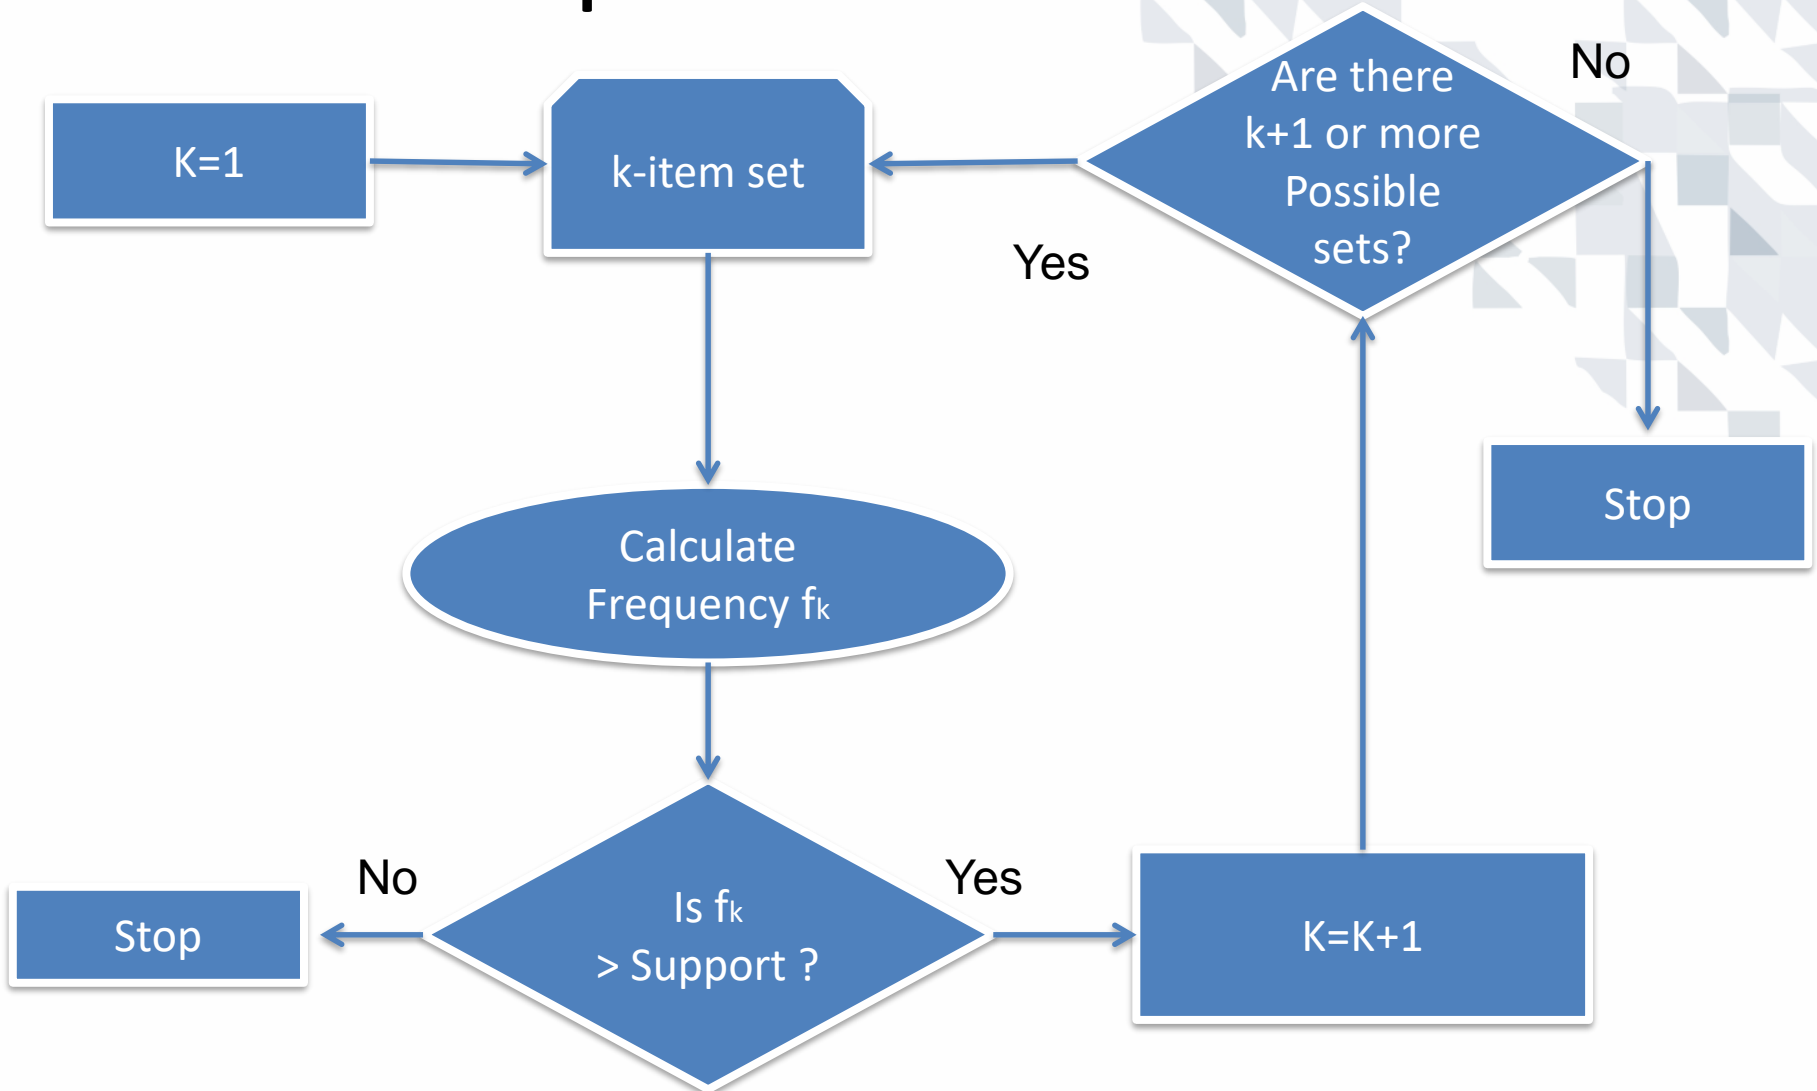 K=1
k-item set
Are there
k+1 or more
Possible
sets?
No
Yes
Stop
Calculate
Frequency fk
Is fk
> Support ?
No
Yes
Stop
K=K+1